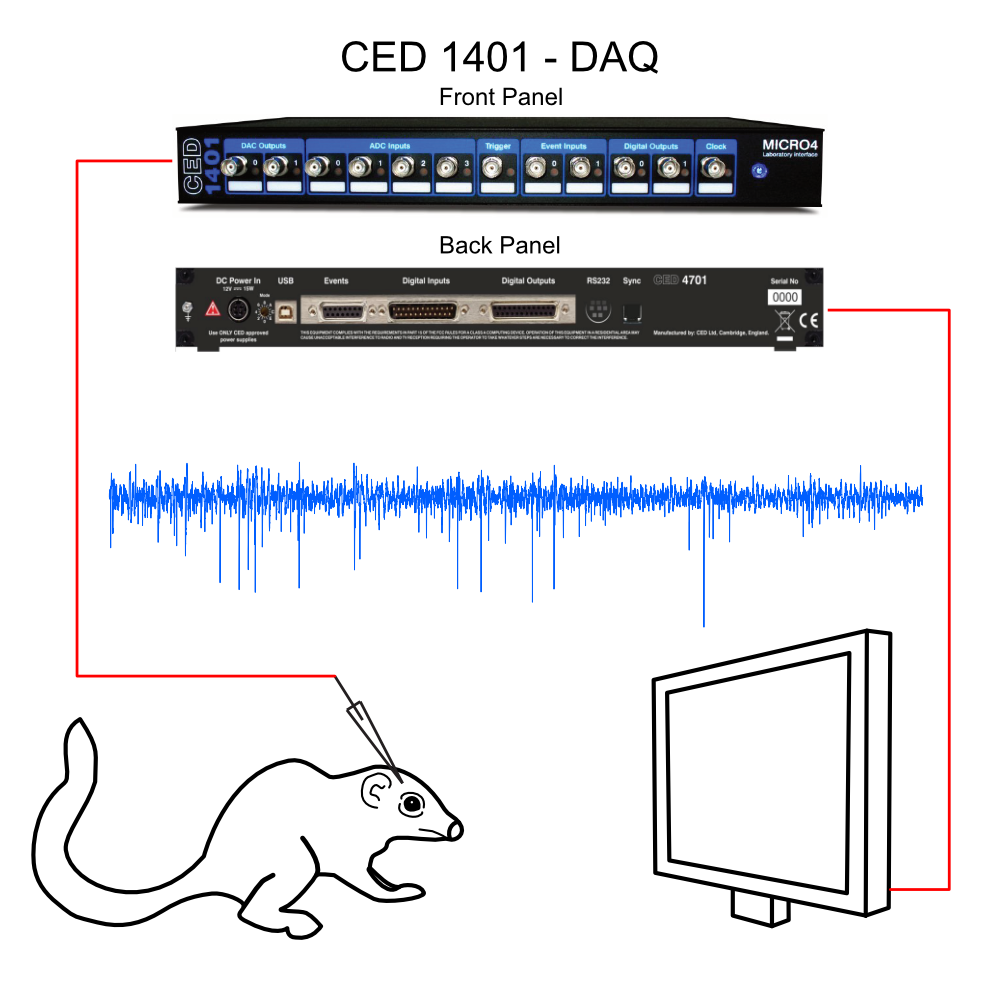 CED 1401 - DAQ
Front Panel
CED
1401
DAC Outputs ADC Inputs Trigger Event Inputs Digital Outputs Clock
MICRO4
Laboratory Interface
0 1 0 1 2 3 0 1 0 1
Back Panel
DC Power In USB Events Digital Inputs Digital Outputs RS232 Sync CED 4701 Serial No
12V 15W
Mode
0000
CE
Use ONLY CED approved
power supplies
THIS EQUIPMENT COMPLIES WITH THE REQUIREMENTS IN PART 15 OF THE FCC RULES FOR A CLASS A COMPUTING DEVICE. OPERATION OF THIS EQUIPMENT IN A RESIDENTIAL AREA MAY
CAUSE UNACCEPTABLE INTERFERENCE TO RADIO AND TV RECEPTION REQUIRING THE OPERATOR TO TAKE WHATEVER STEPS ARE NECESSARY TO CORRECT THE INTERFERENCE.
Manufactured by: CED Ltd, Cambridge, England.